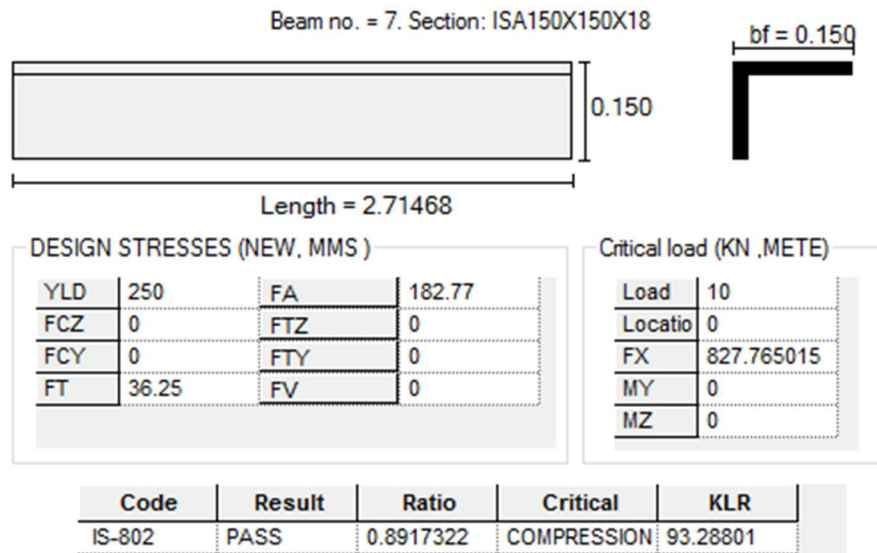 Beam no. = 7. Section: ISA150X150X18
bf = 0.150
0.150
Length = 2.71468
DESIGN STRESSES (NEW, MMS )
YLD 250 FA 182.77
FCZ 0 FTZ 0
FCY 0 FTY 0
FT 36.25 FV 0
Critical load (KN ,METE)
Load 10
Locatio 0
FX 827.765015
MY 0
MZ 0
Code Result Ratio Critical KLR
IS-802 PASS 0.8917322 COMPRESSION 93.28801